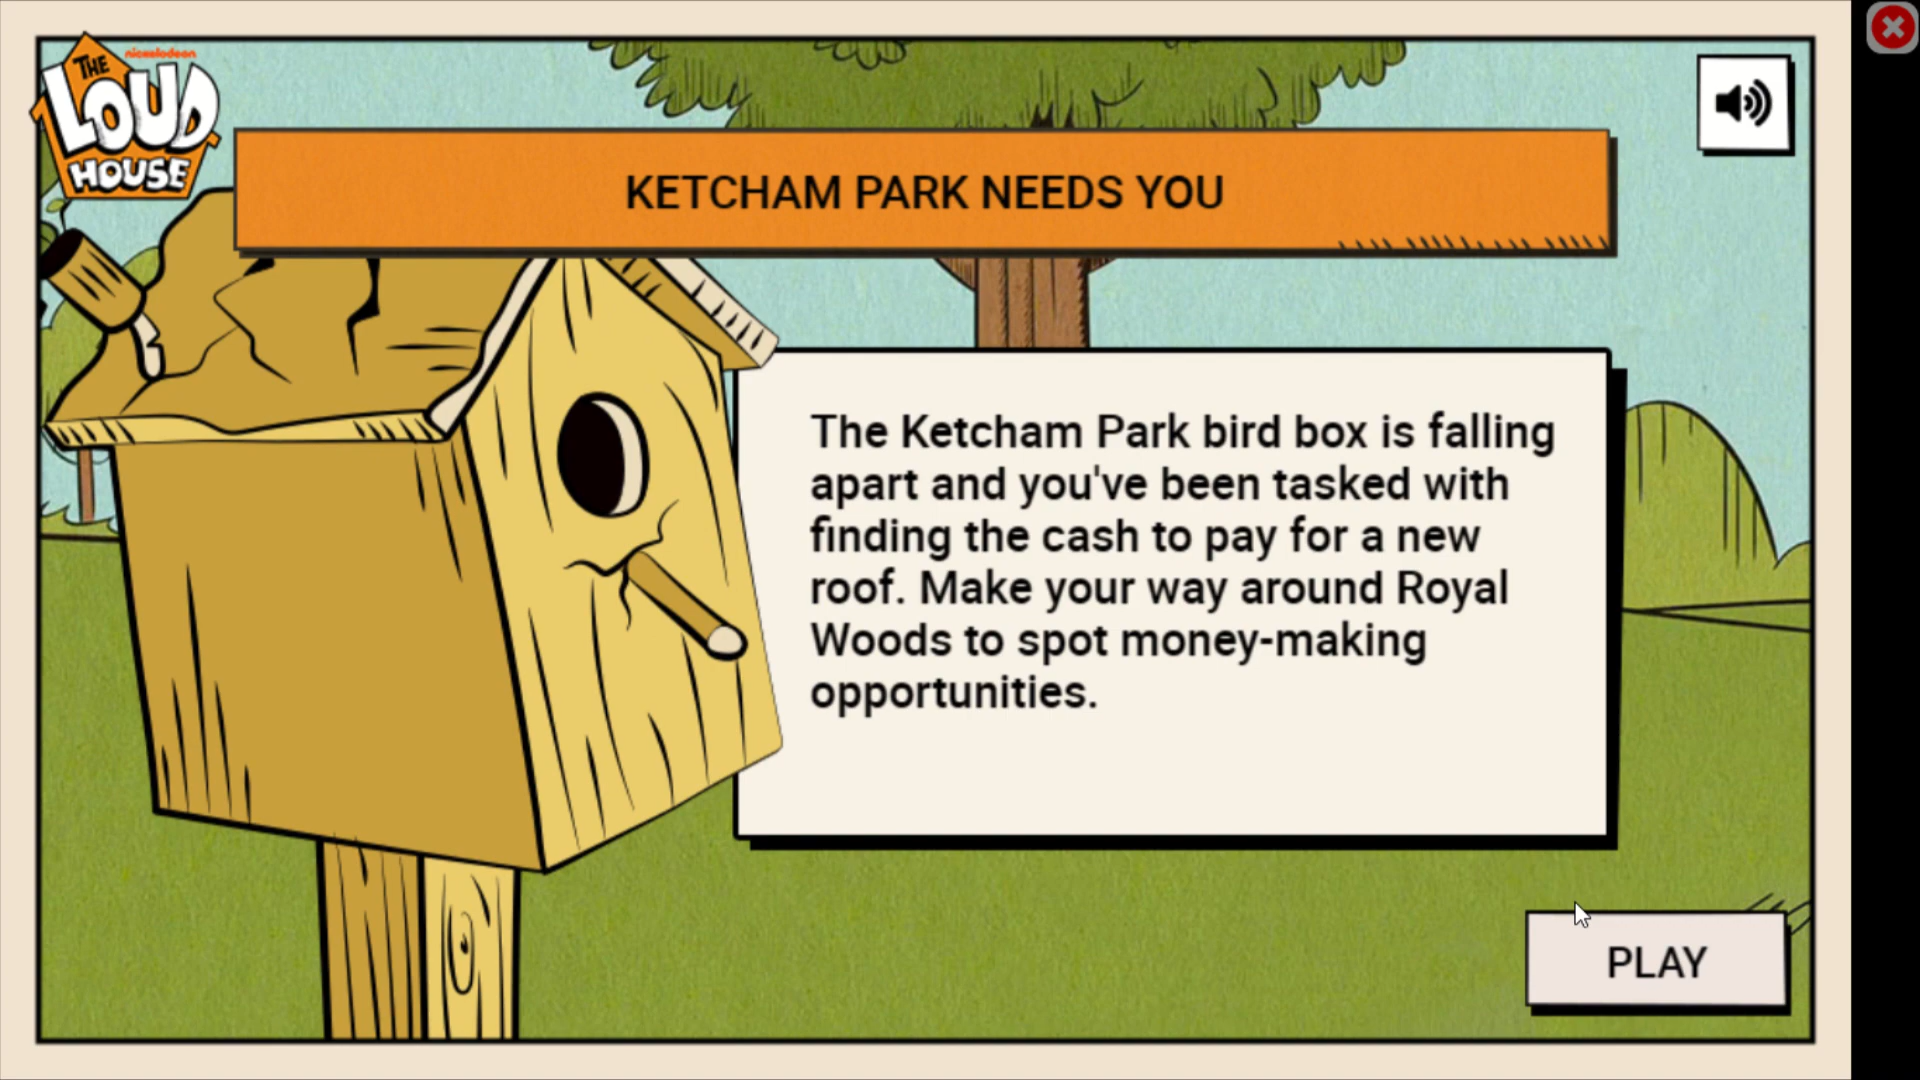 nickelodeon
THE
LOUD
HOUSE
KETCHAM PARK NEEDS YOU
The Ketcham Park bird box is falling
apart and you've been tasked with
finding the cash to pay for a new
roof. Make your way around Royal
Woods to spot money-making
opportunities.
PLAY